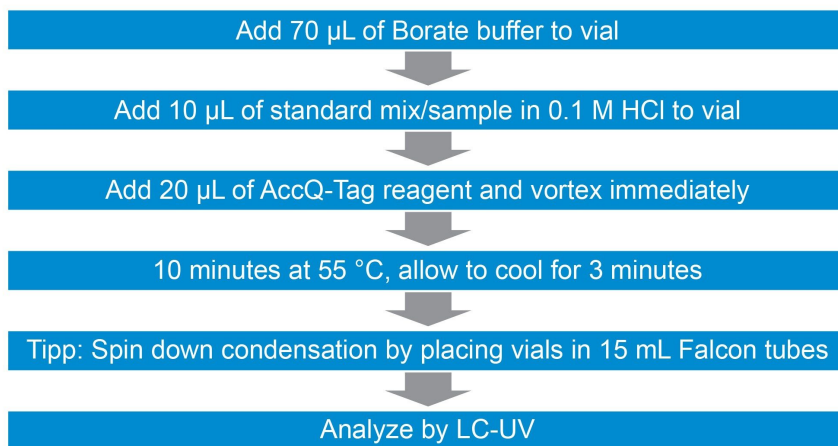 Add 70 µL of Borate buffer to vial
Add 10 µL of standard mix/sample in 0.1 M HCl to vial
Add 20 µL of AccQ-Tag reagent and vortex immediately
10 minutes at 55 °C, allow to cool for 3 minutes
Tipp: Spin down condensation by placing vials in 15 mL Falcon tubes
Analyze by LC-UV